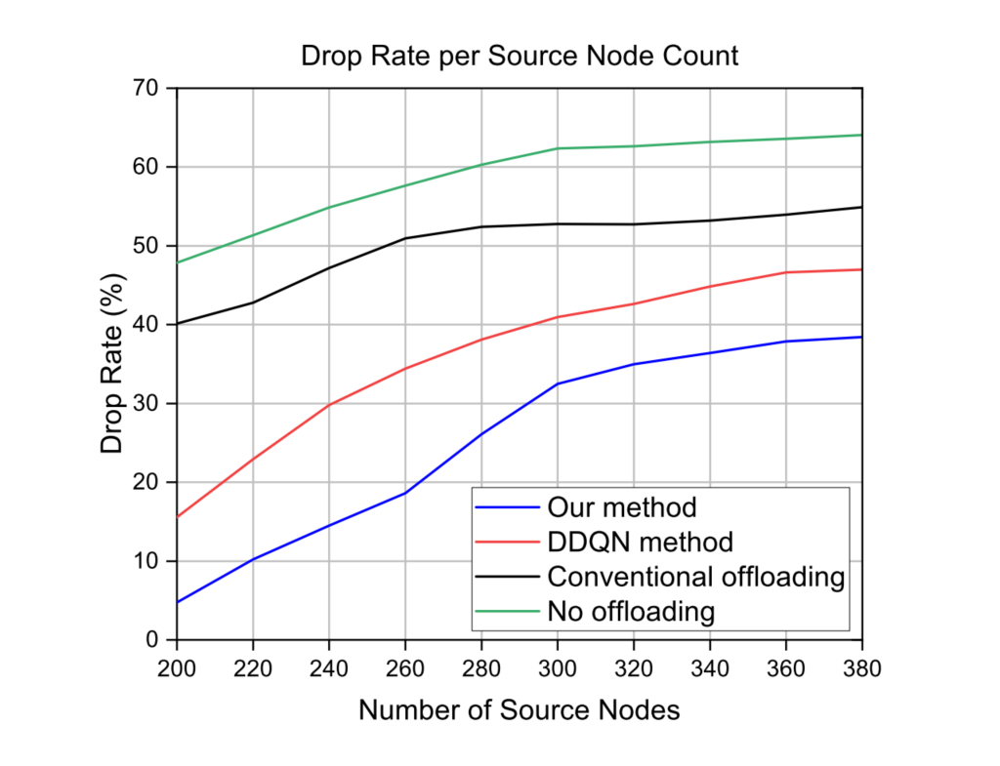 Drop Rate per Source Node Count
70
60
50
40
30
20
10
0
Drop Rate (%)
200 220 240 260 280 300 320 340 360 380
Number of Source Nodes
Our method
DDQN method
Conventional offloading
No offloading